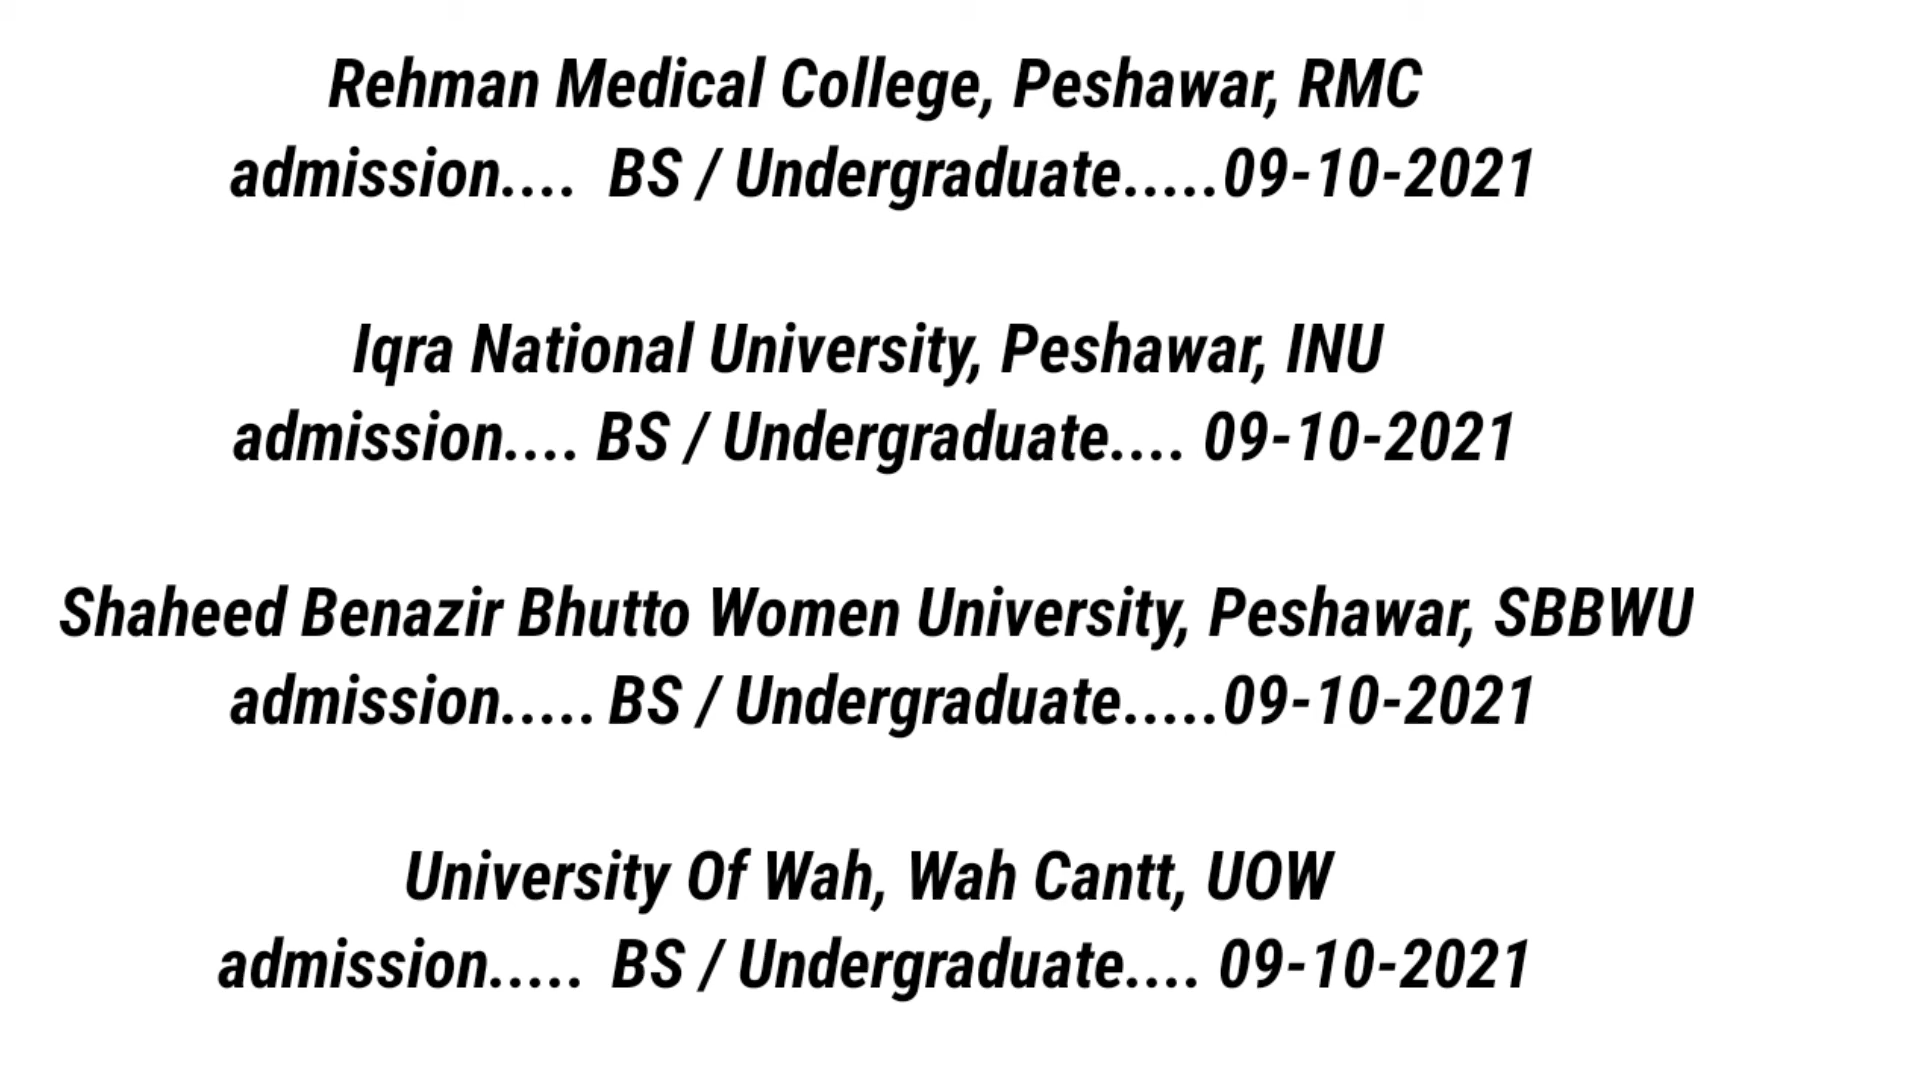 Rehman Medical College, Peshawar, RMC
admission....  BS / Undergraduate.....09-10-2021
Iqra National University, Peshawar, INU
admission.... BS / Undergraduate.... 09-10-2021
Shaheed Benazir Bhutto Women University, Peshawar, SBBWU
admission..... BS / Undergraduate.....09-10-2021
University Of Wah, Wah Cantt, UOW
admission.....  BS / Undergraduate.... 09-10-2021